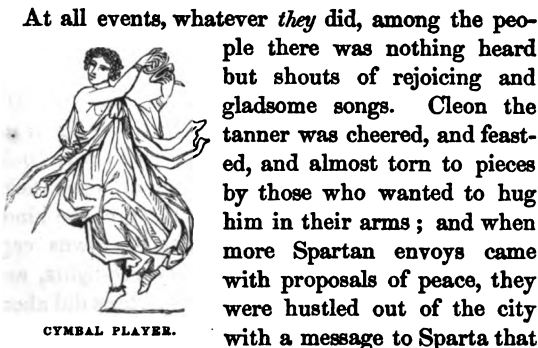 At all events, whatever they did, among the peo-
ple there was nothing heard
but shouts of rejoicing and
gladsome songs. Cleon the
tanner was cheered, and feast-
ed, and almost torn to pieces
by those who wanted to hug
him in their arms; and when
more Spartan envoys came
with proposals of peace, they
were hustled out of the city
with a message to Sparta that
CYMBAL PLAYER.